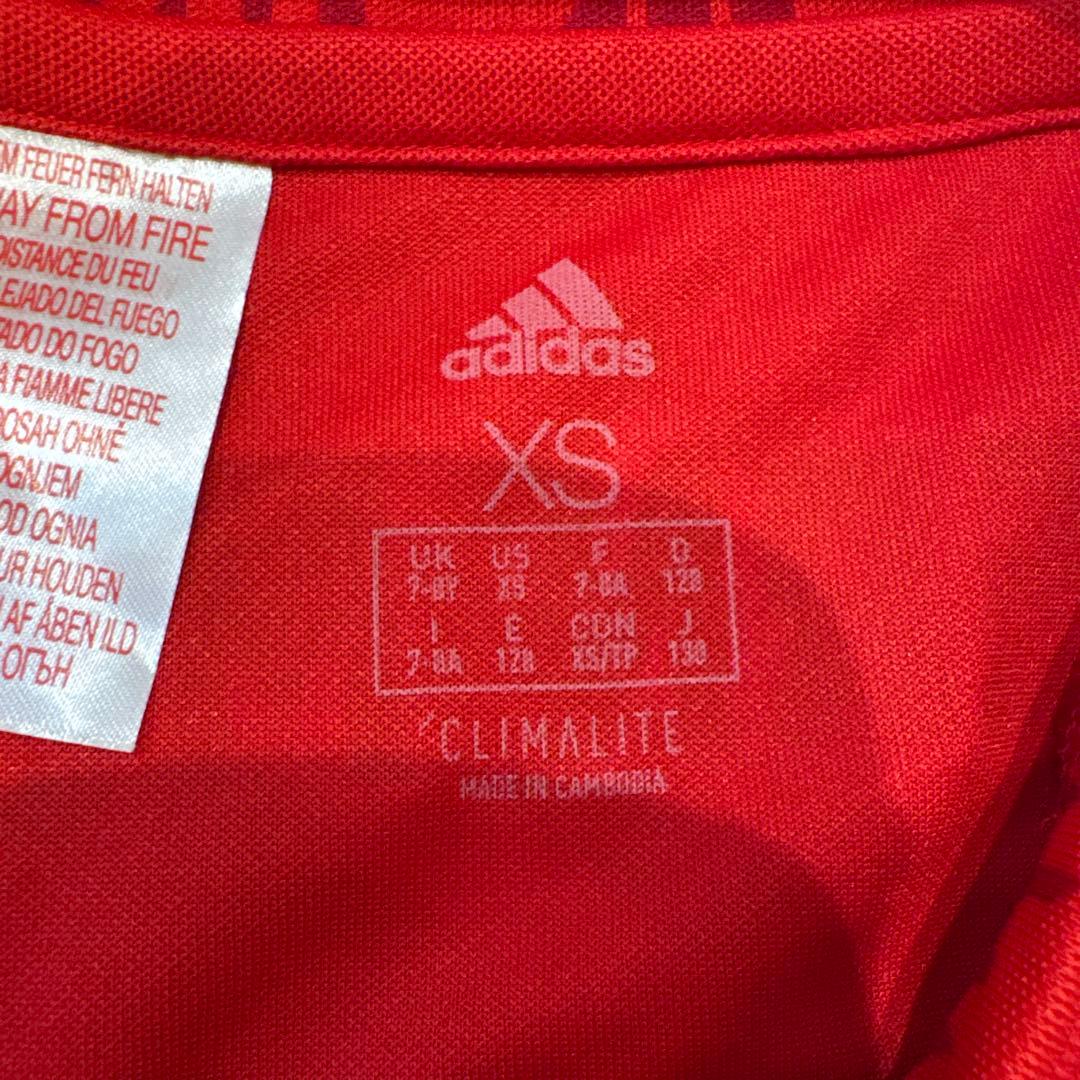 M FEUER FERN HALTEN
AY FROM FIRE
DISTANCE DU FEU
LEJADO DEL FUEGO
TADO DO FOGO
A FIAMME LIBERE
DOSAH OHNĚ
OGNJEM
OD OGNIA
UR HOUDEN
AF ÅBEN ILD
ОГЪН
adidas
XS
UK US F D
7-8Y XS 7-8A 128
I E CDN J
7-8A 128 XS/TP 130
CLIMALITE
MADE IN CAMBODIA